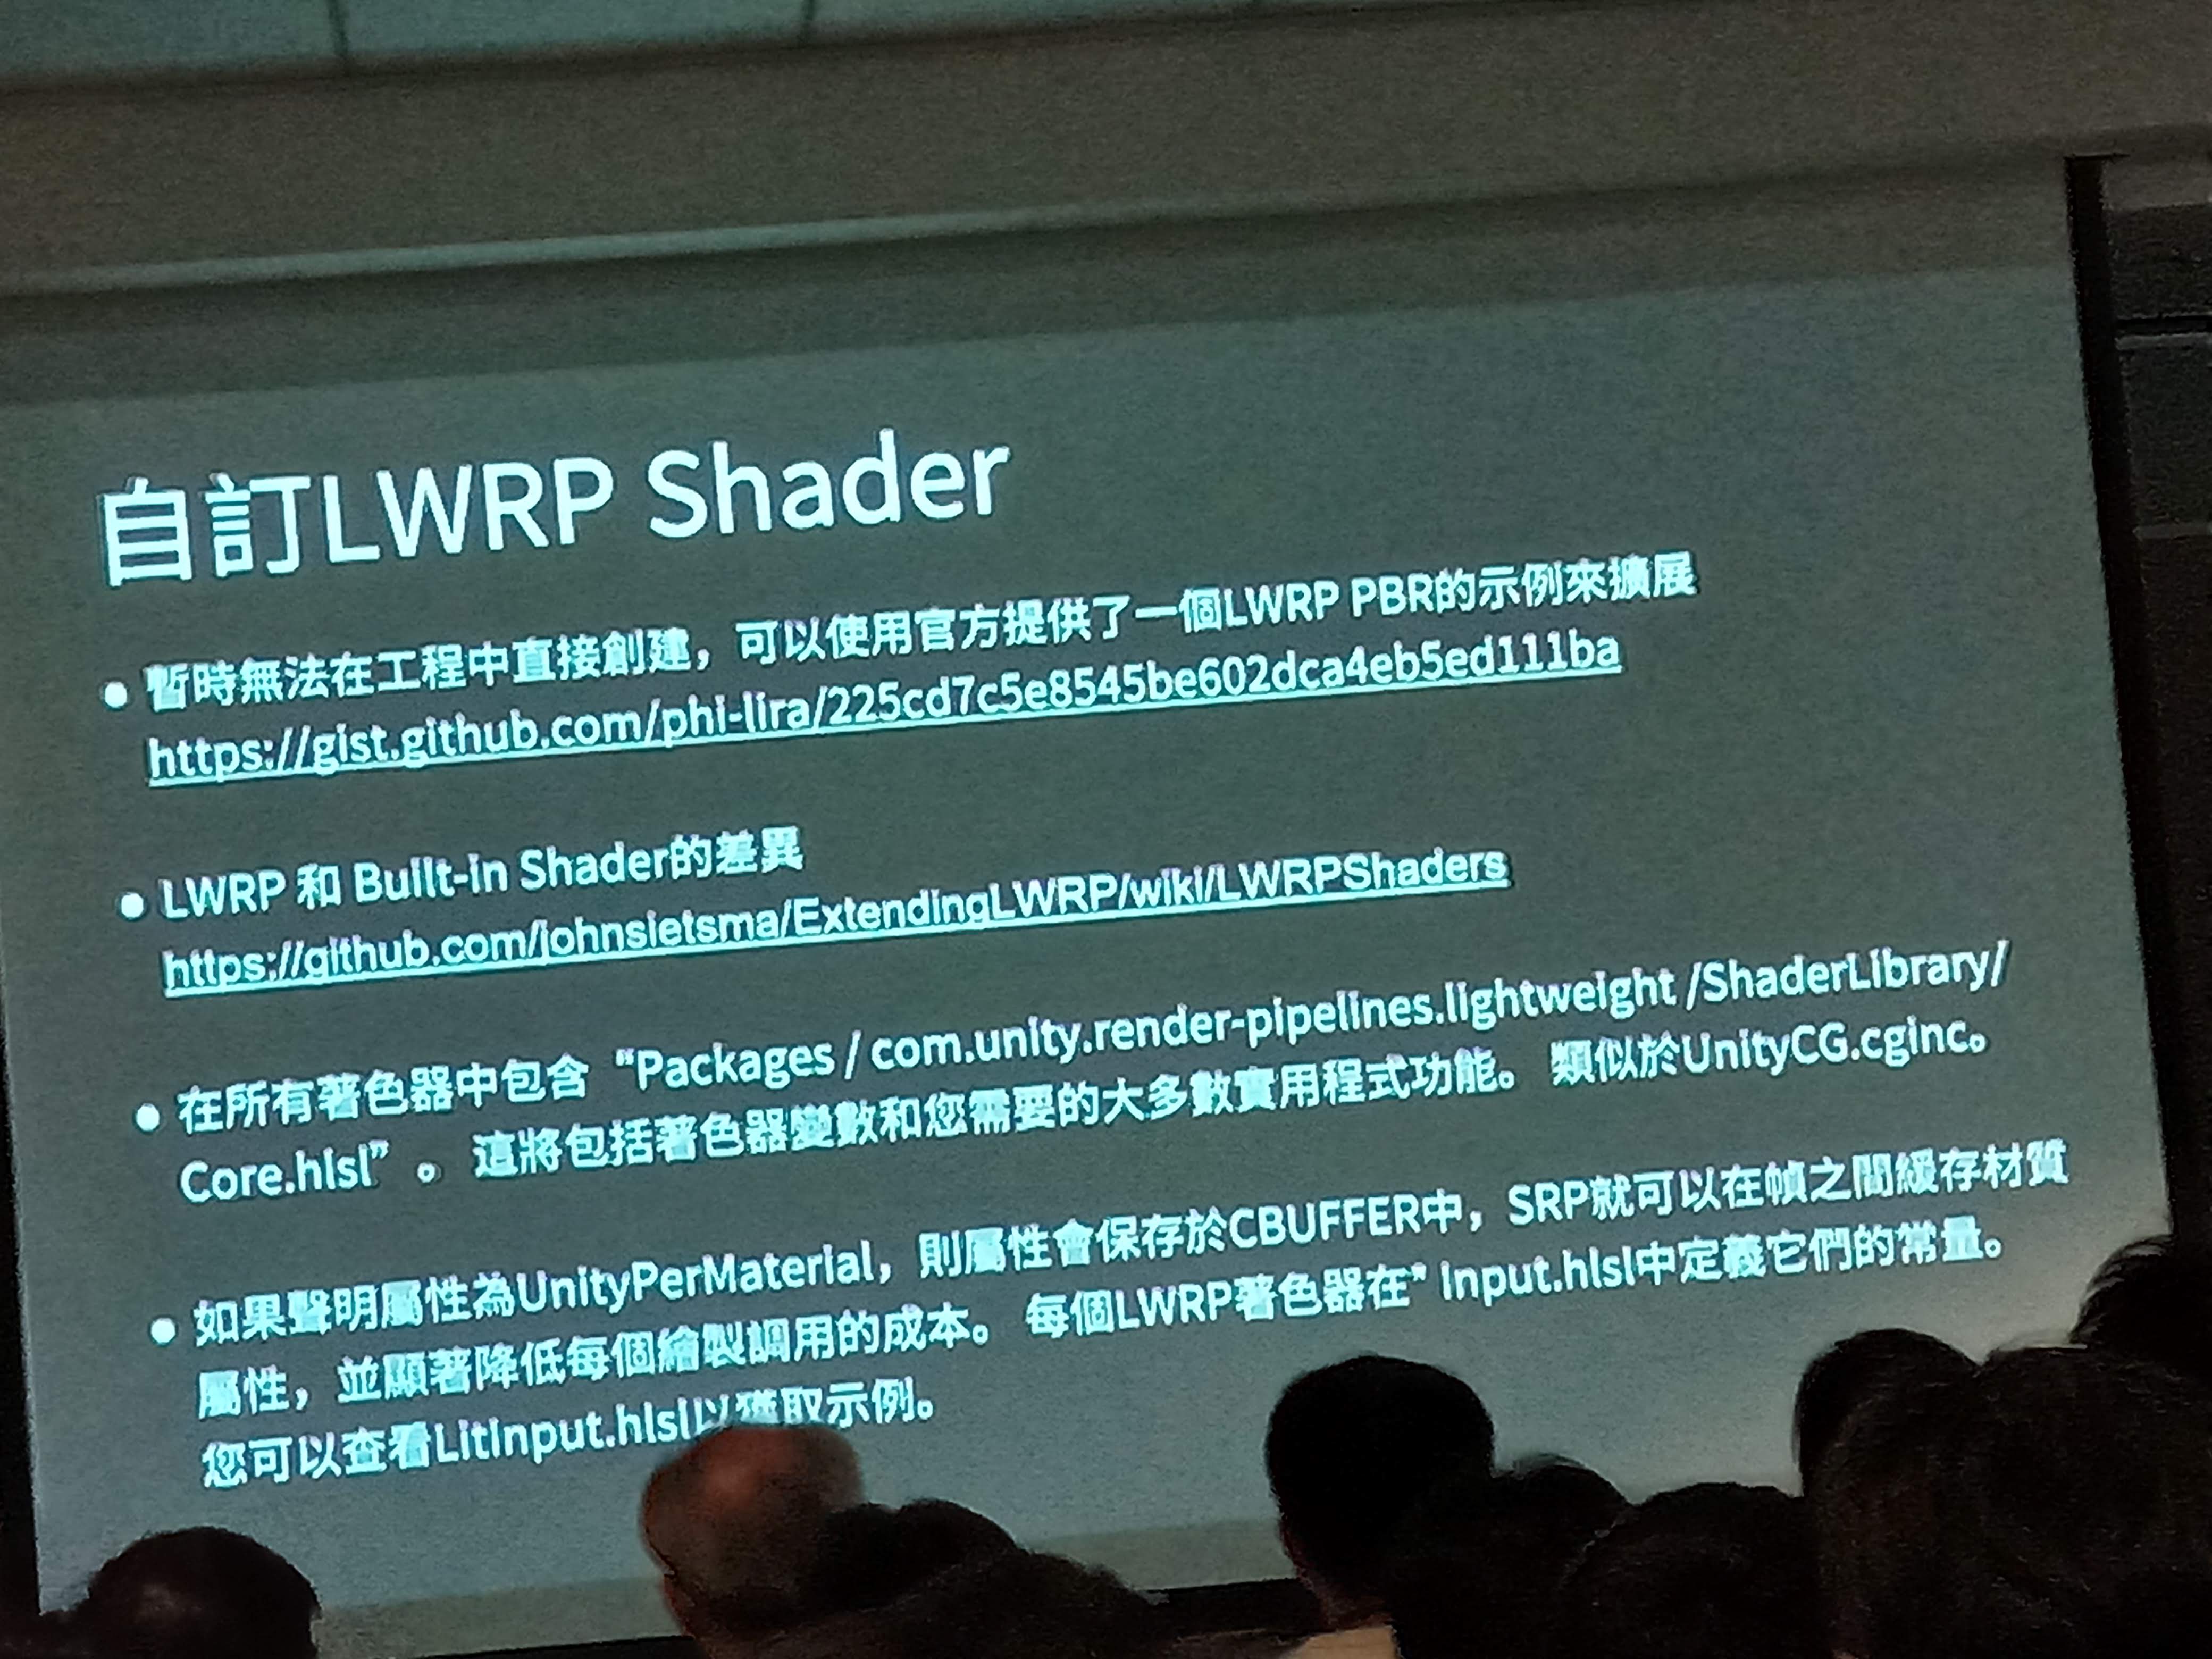 自訂LWRP Shader
暫時無法在工程中直接創建，可以使用官方提供了一個LWRP PBR的示例來擴展
https://gist.github.com/phi-lira/225cd7c5e8545be602dca4eb5ed111ba
LWRP 和 Built-in Shader的差異
https://github.com/johnsietsma/ExtendingLWRP/wiki/LWRPShaders
在所有著色器中包含 “Packages / com.unity.render-pipelines.lightweight /ShaderLibrary/
Core.hlsl” 。 這將包括著色器變數和您需要的大多數實用程式功能。 類似於UnityCG.cginc。
如果聲明屬性為UnityPerMaterial，則屬性會保存於CBUFFER中，SRP就可以在幀之間緩存材質
屬性，並顯著降低每個繪製調用的成本。 每個LWRP著色器在” Input.hlsl中定義它們的常量。
您可以查看LitInput.hlsl以獲取示例。